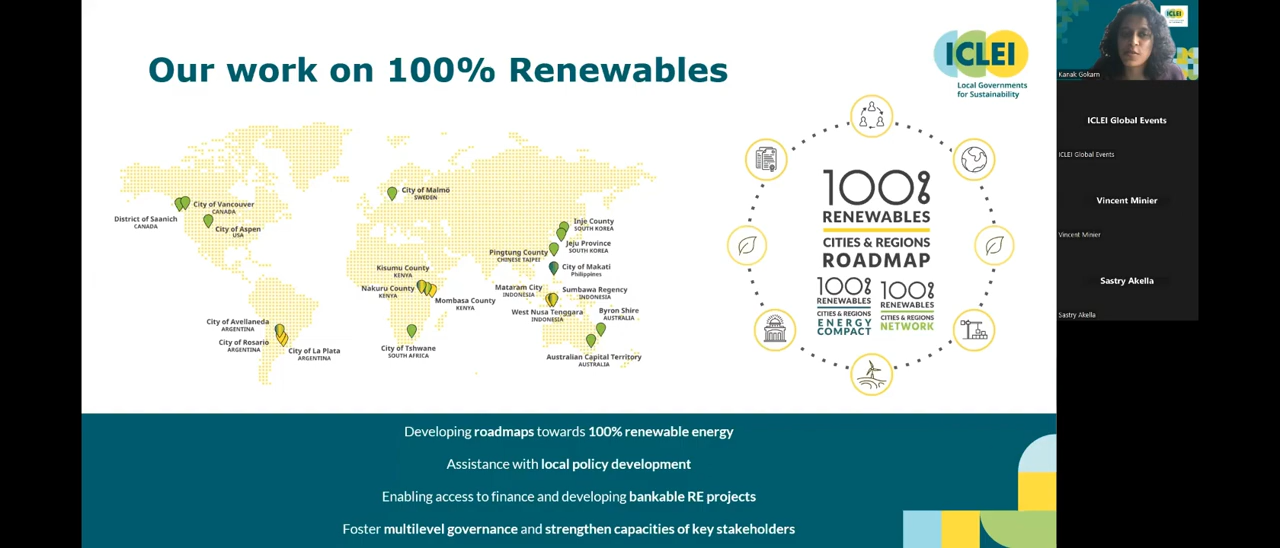 Our work on 100% Renewables
ICLEI
Local Governments
for Sustainability
City of Malmö
SWEDEN
City of Vancouver
CANADA
District of Saanich
CANADA
City of Aspen
USA
Inje County
SOUTH KOREA
Jeju Province
SOUTH KOREA
Pingtung County
CHINESE TAIPEI
City of Makati
Philippines
Kisumu County
KENYA
Nakuru County
KENYA
Mombasa County
KENYA
Mataram City
INDONESIA
Sumbawa Regency
INDONESIA
West Nusa Tenggara
INDONESIA
Byron Shire
AUSTRALIA
City of Avellaneda
ARGENTINA
City of Rosario
ARGENTINA
City of La Plata
ARGENTINA
City of Tshwane
SOUTH AFRICA
Australian Capital Territory
AUSTRALIA
100%
RENEWABLES
CITIES & REGIONS
ROADMAP
100%
RENEWABLES
CITIES & REGIONS
ENERGY
COMPACT
100%
RENEWABLES
CITIES & REGIONS
NETWORK
Developing roadmaps towards 100% renewable energy
Assistance with local policy development
Enabling access to finance and developing bankable RE projects
Foster multilevel governance and strengthen capacities of key stakeholders
ICLEI
Kanak Gokarn
ICLEI Global Events
ICLEI Global Events
Vincent Minier
Vincent Minier
Sastry Akella
Sastry Akella